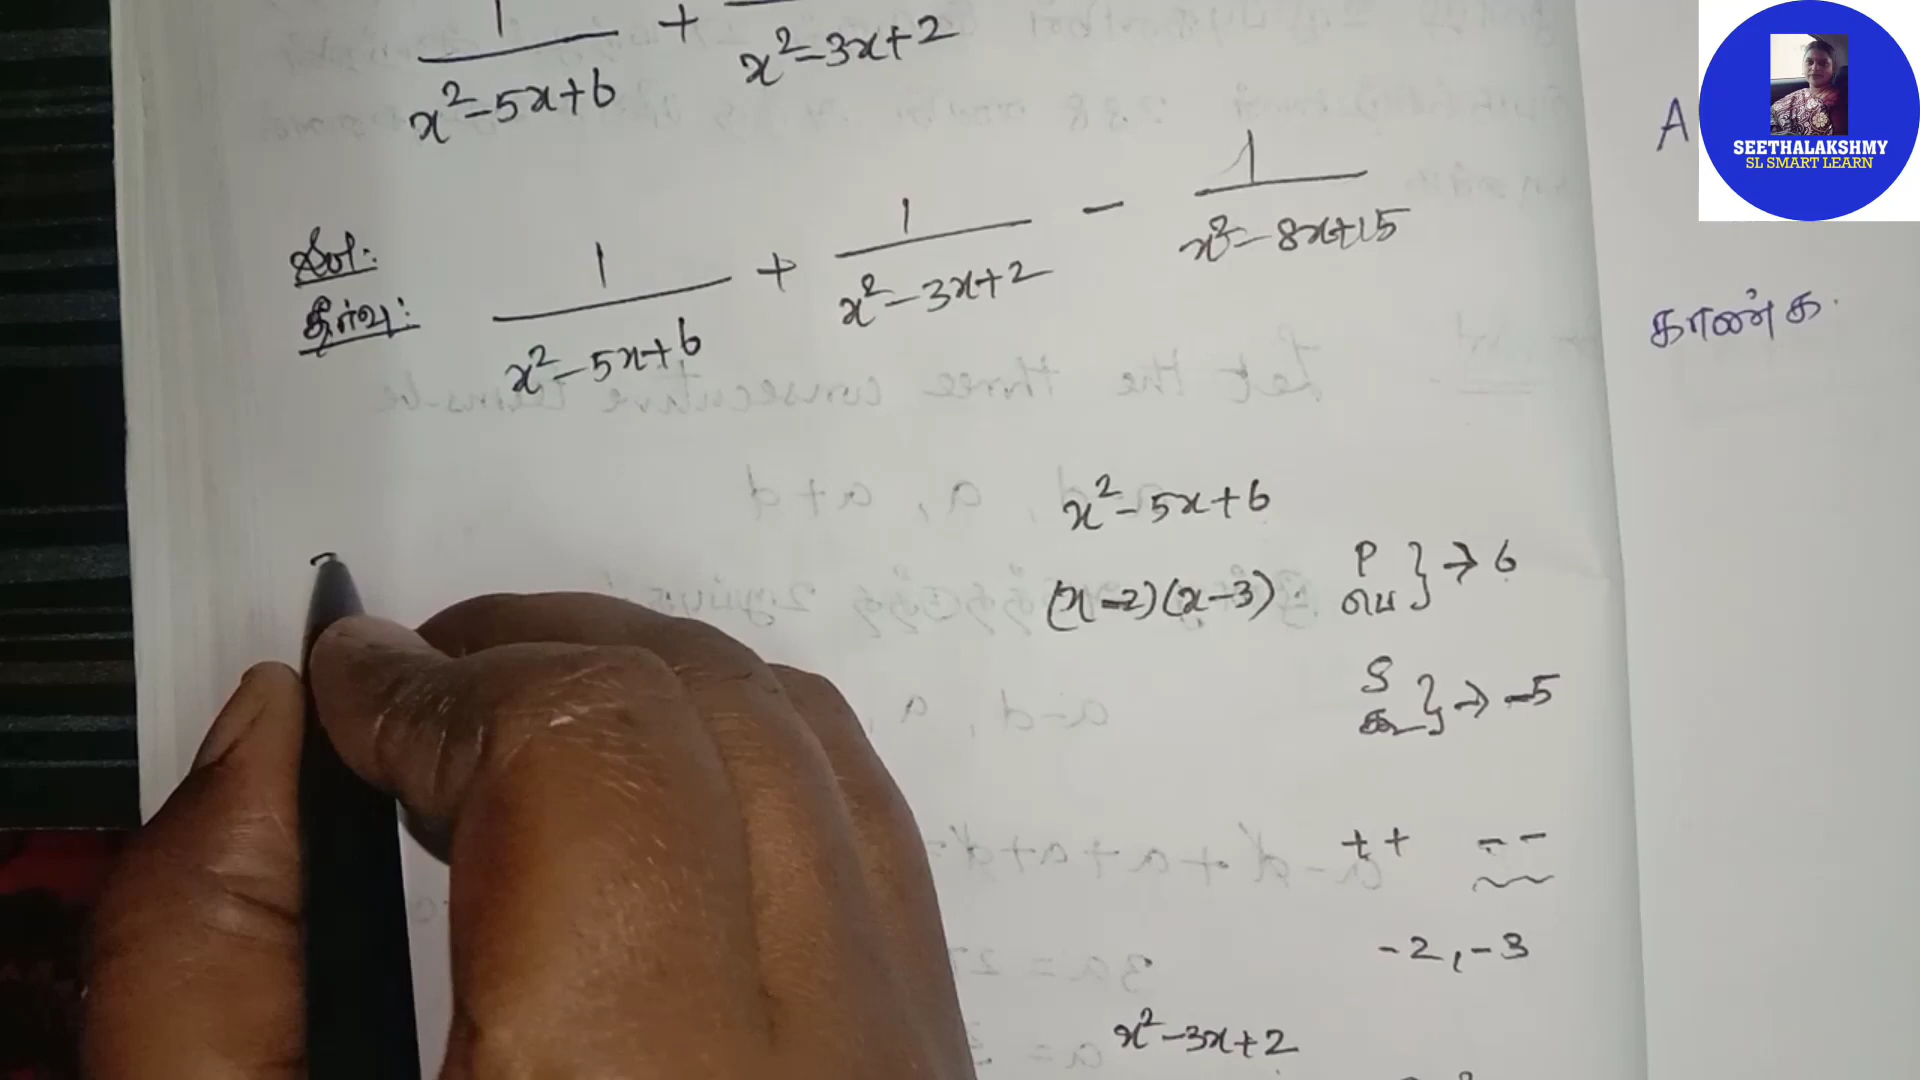 1 +
x²-5x+6 x²-3x+2
Sol:
தீர்வு:
1/(x²-5x+6) + 1/(x²-3x+2) - 1/(x²-8x+15)
x²-5x+6
(x-2)(x-3)
P
பெ } → 6
S
கூ } → -5
+ + - -
-2, -3
x²-3x+2
A
காண்க.
SEETHALAKSHMY
SL SMART LEARN